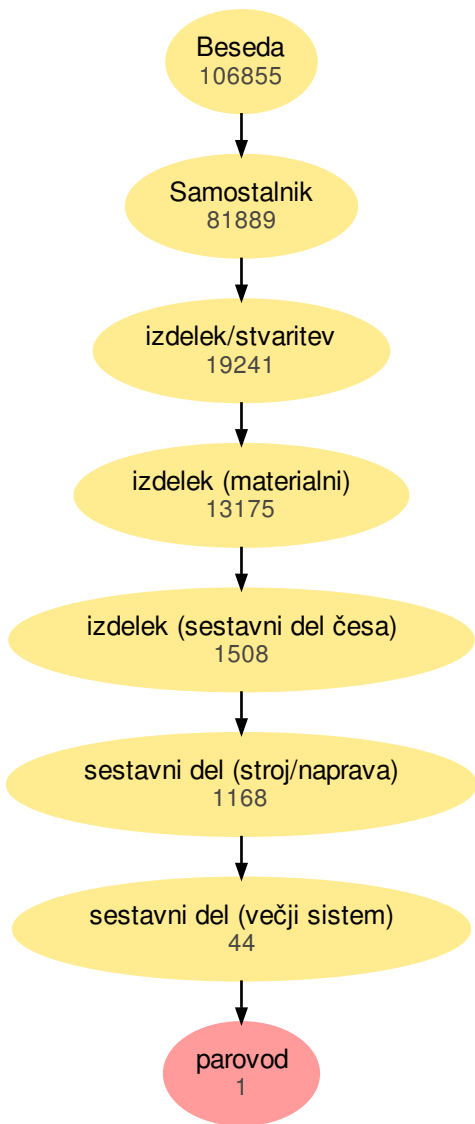 Beseda
106855
Samostalnik
81889
izdelek/stvaritev
19241
izdelek (materialni)
13175
izdelek (sestavni del česa)
1508
sestavni del (stroj/naprava)
1168
sestavni del (večji sistem)
44
parovod
1